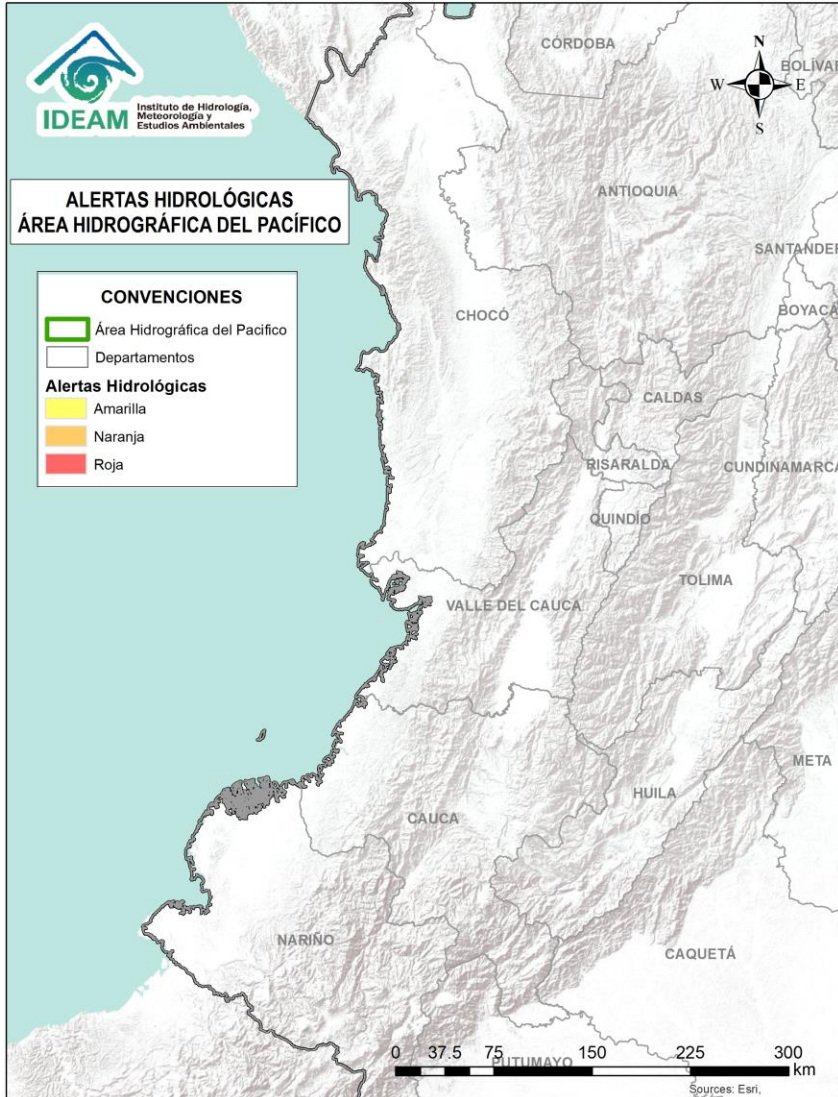 IDEAM
Instituto de Hidrología,
Meteorología y
Estudios Ambientales
ALERTAS HIDROLÓGICAS
ÁREA HIDROGRÁFICA DEL PACÍFICO
CONVENCIONES
Área Hidrográfica del Pacifico
Departamentos
Alertas Hidrológicas
Amarilla
Naranja
Roja
N
W E
S
CÓRDOBA
BOLÍVAR
ANTIOQUIA
SANTANDER
BOYACÁ
CHOCÓ
CALDAS
RISARALDA
CUNDINAMARCA
QUINDÍO
TOLIMA
VALLE DEL CAUCA
META
HUILA
CAUCA
NARIÑO
CAQUETÁ
PUTUMAYO
0 37.5 75 150 225 300
km
Sources: Esri,